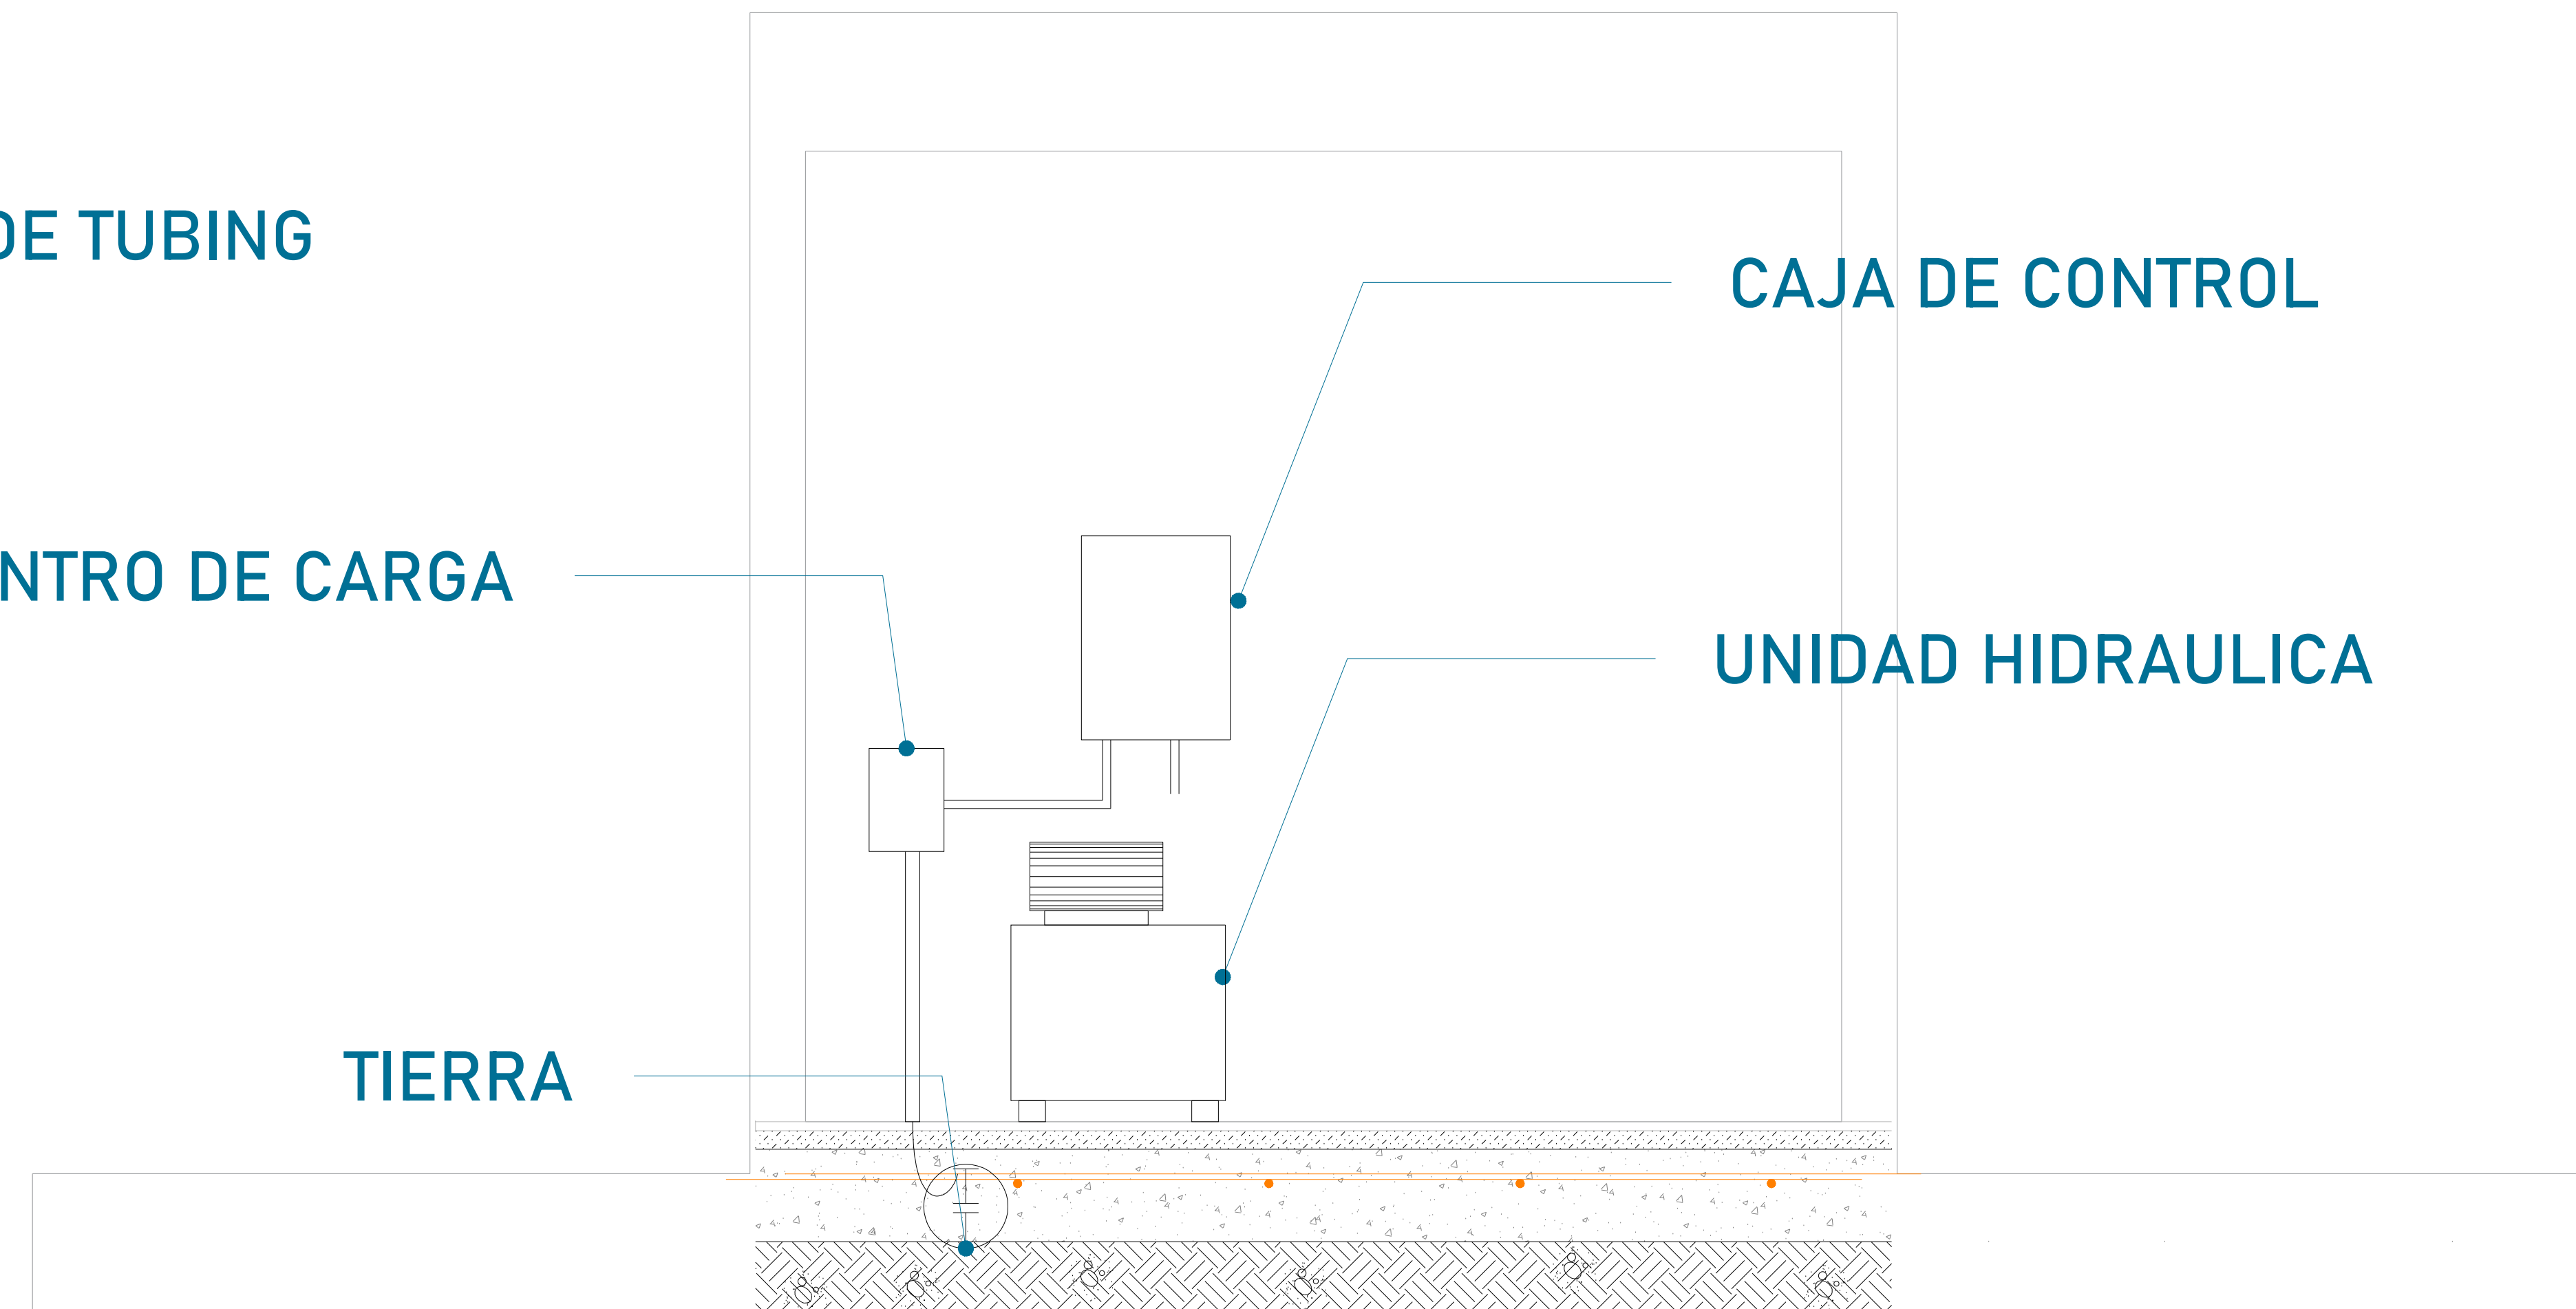 DE TUBING
CAJA DE CONTROL
NTRO DE CARGA
UNIDAD HIDRAULICA
TIERRA